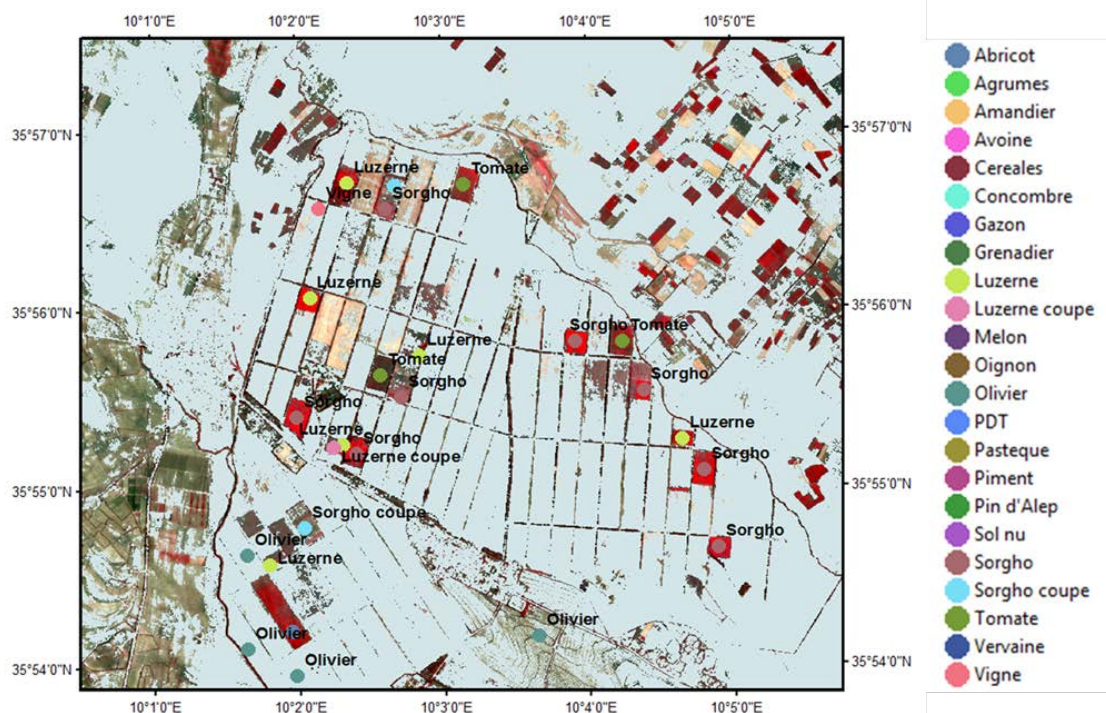 10°1'0"E 10°2'0"E 10°3'0"E 10°4'0"E 10°5'0"E
35°57'0"N 35°57'0"N
Luzerne Tomate
Vigne Sorgho
Luzerne
35°56'0"N 35°56'0"N
Sorgho Tomate
Luzerne
Tomate
Sorgho Sorgho
Sorgho
Luzerne Sorgho Luzerne
Luzerne coupe Sorgho
35°55'0"N 35°55'0"N
Sorgho coupe
Olivier Sorgho
Luzerne
Olivier Olivier
Olivier
35°54'0"N 35°54'0"N
10°1'0"E 10°2'0"E 10°3'0"E 10°4'0"E 10°5'0"E
Abricot
Agrumes
Amandier
Avoine
Cereales
Concombre
Gazon
Grenadier
Luzerne
Luzerne coupe
Melon
Oignon
Olivier
PDT
Pasteque
Piment
Pin d'Alep
Sol nu
Sorgho
Sorgho coupe
Tomate
Vervaine
Vigne